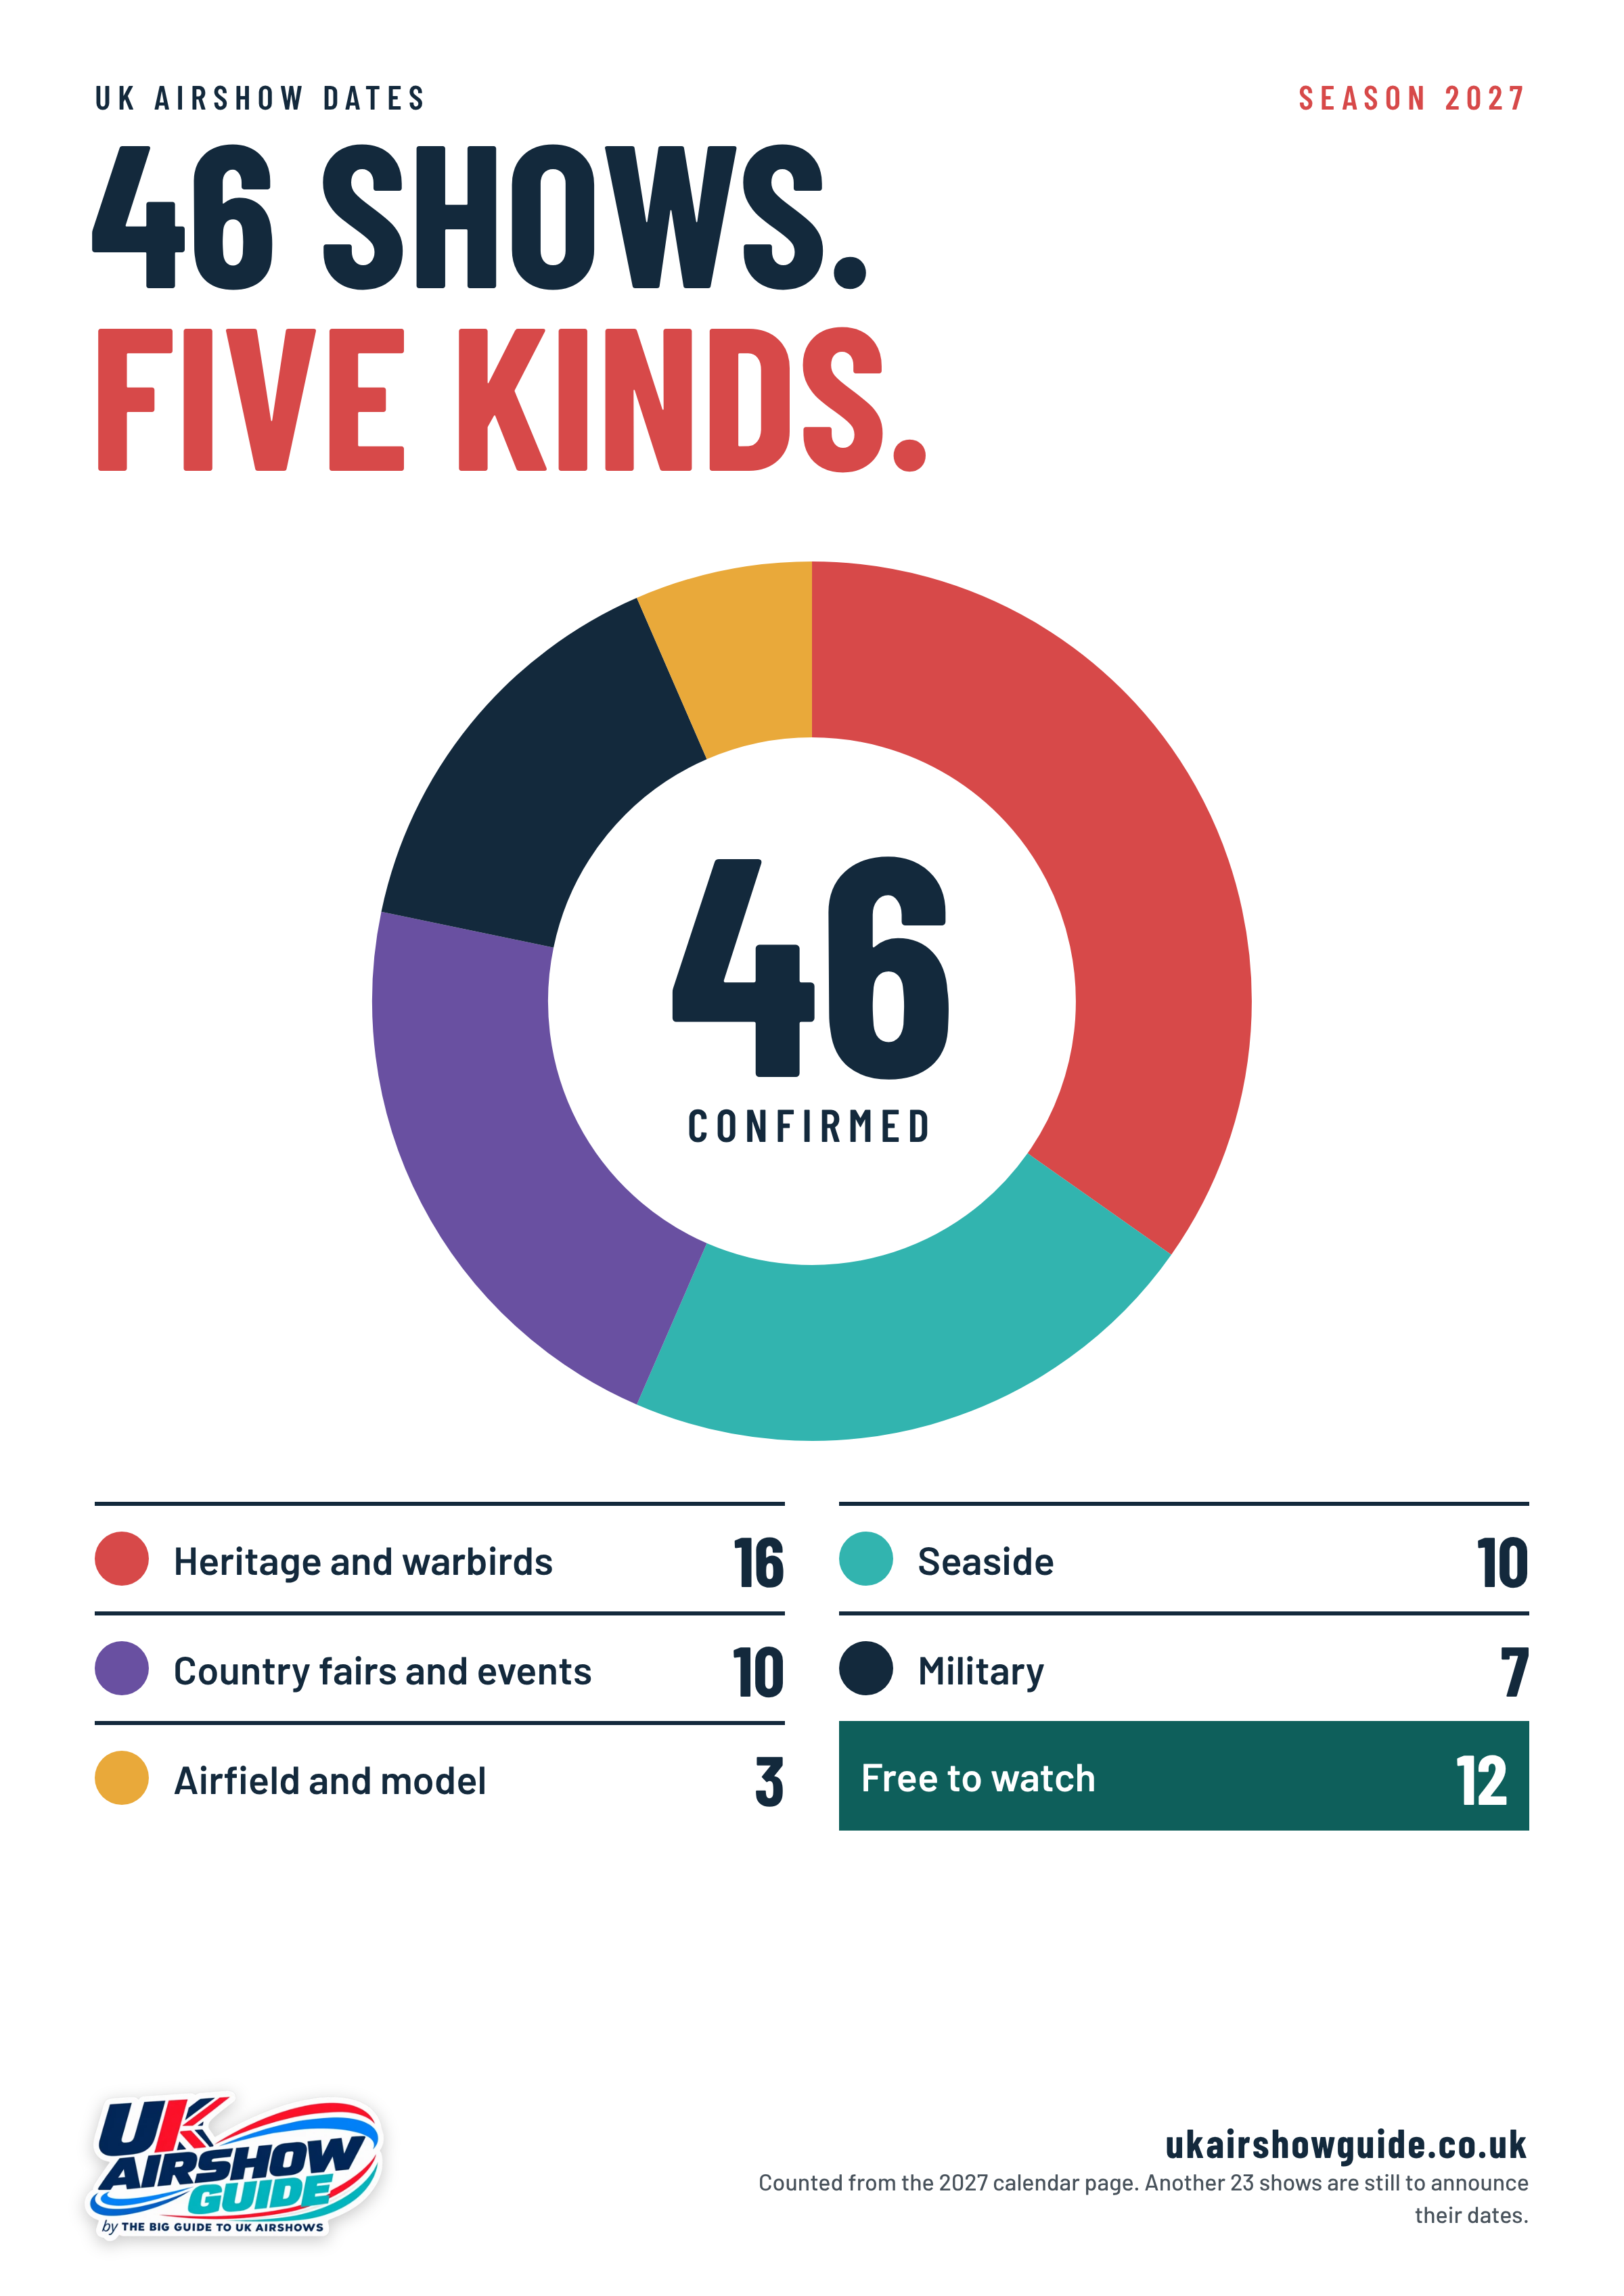 UK AIRSHOW DATES
SEASON 2027
46 SHOWS.
FIVE KINDS.
46
CONFIRMED
Heritage and warbirds 16
Seaside 10
Country fairs and events 10
Military 7
Airfield and model 3
Free to watch 12
UK
AIRSHOW
GUIDE
by THE BIG GUIDE TO UK AIRSHOWS
ukairshowguide.co.uk
Counted from the 2027 calendar page. Another 23 shows are still to announce
their dates.